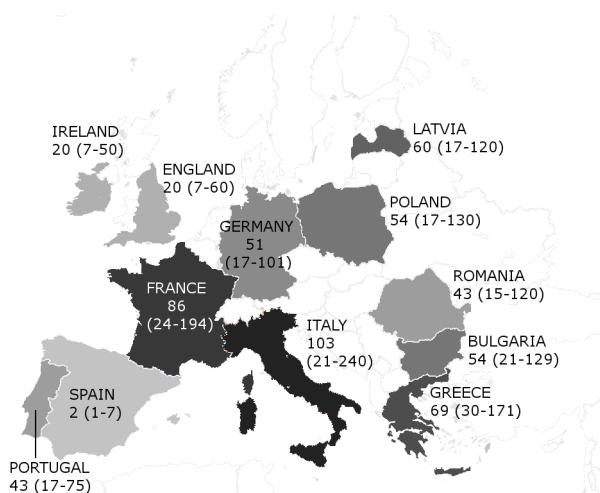 IRELAND
20 (7-50)
ENGLAND
20 (7-60)
LATVIA
60 (17-120)
POLAND
54 (17-130)
GERMANY
51
(17-101)
FRANCE
86
(24-194)
ROMANIA
43 (15-120)
ITALY
103
(21-240)
BULGARIA
54 (21-129)
GREECE
69 (30-171)
SPAIN
2 (1-7)
PORTUGAL
43 (17-75)